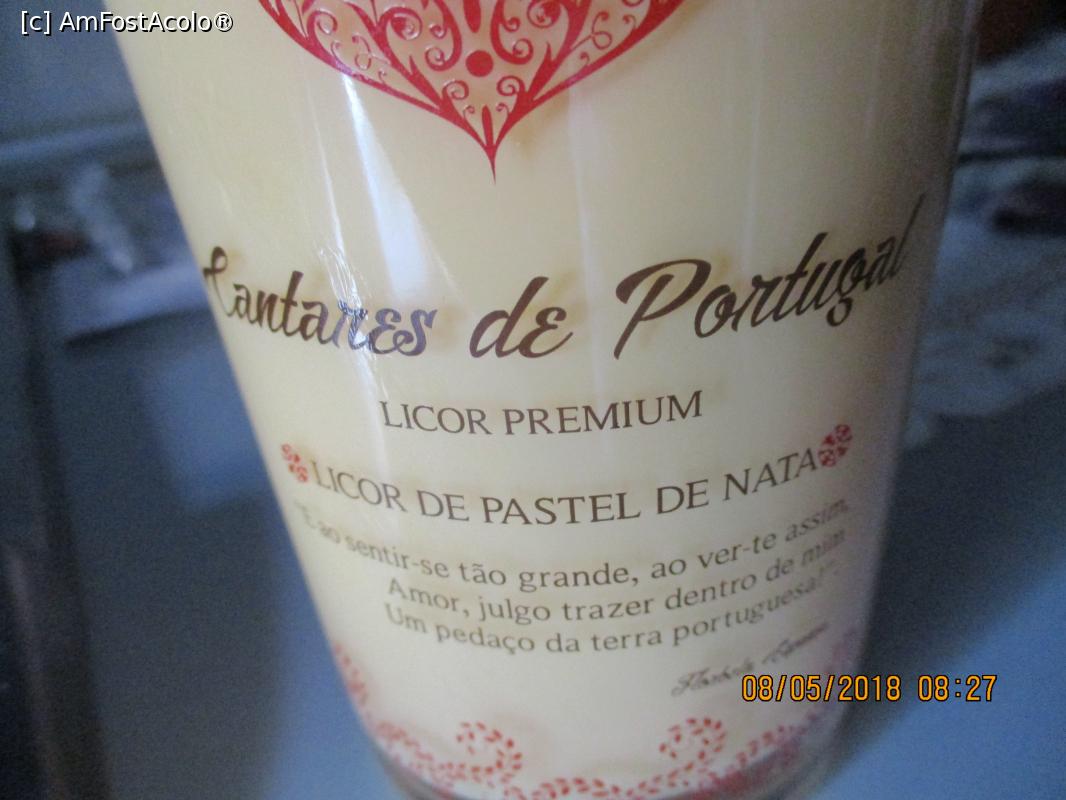 [c] AmFostAcolo®
Cantares de Portugal
LICOR PREMIUM
LICOR DE PASTEL DE NATA
"E ao sentir-se tão grande, ao ver-te assim,
Amor, julgo trazer dentro de mim
Um pedaço da terra portuguesa!"
Florbela
08/05/2018 08:27